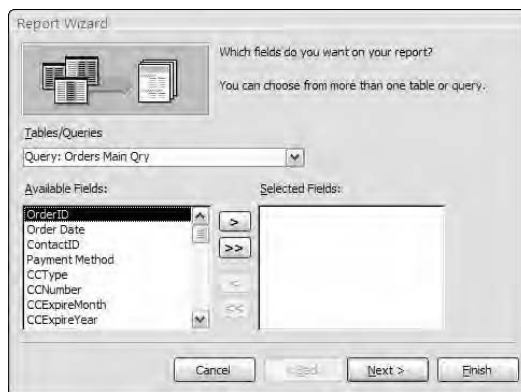 Report Wizard
Which fields do you want on your report?
You can choose from more than one table or query.
Tables/Queries
Query: Orders Main Qry
Available Fields:
Selected Fields:
OrderID
Order Date
ContactID
Payment Method
CCType
CCNumber
CCExpireMonth
CCExpireYear
>
>>
<
<<
Cancel
< Back
Next >
Finish